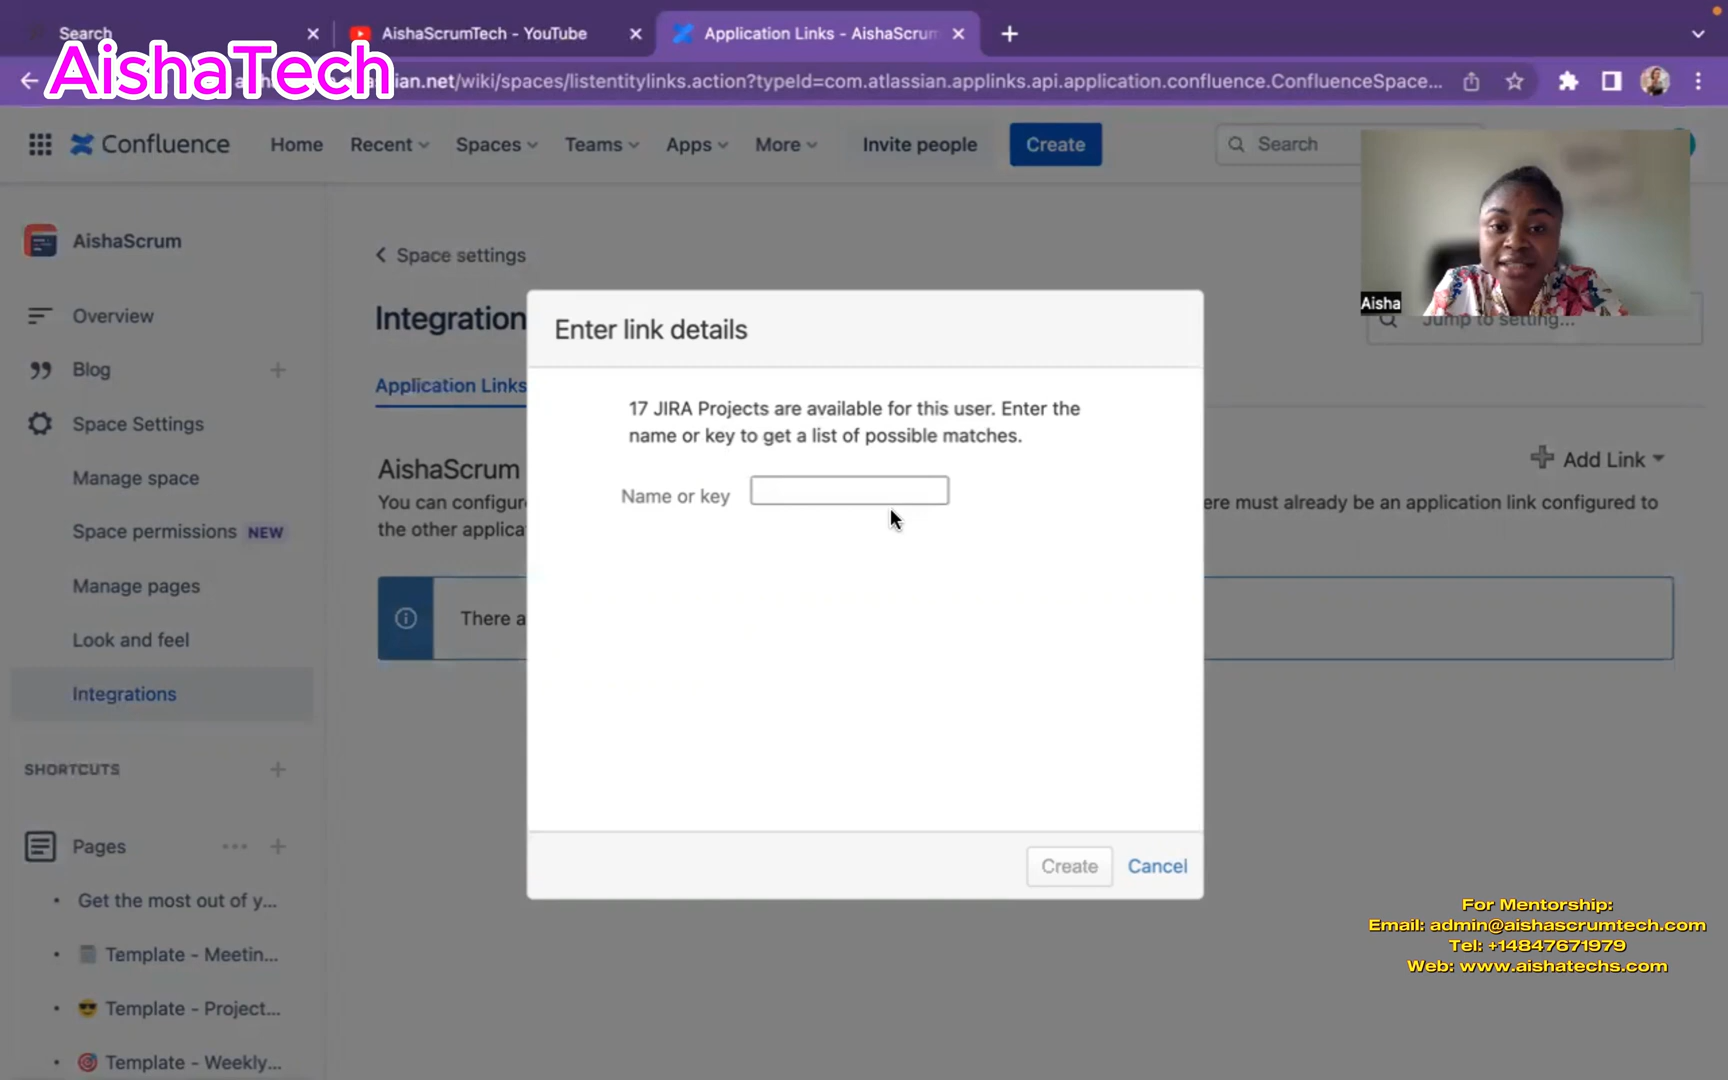 Search
AishaScrumTech - YouTube
Application Links - AishaScrum
AishaTech
.net/wiki/spaces/listentitylinks.action?typeId=com.atlassian.applinks.api.application.confluence.ConfluenceSpace...
Confluence
Home
Recent
Spaces
Teams
Apps
More
Invite people
Create
Search
Aisha
AishaScrum
Overview
Blog
Space Settings
Manage space
Space permissions NEW
Manage pages
Look and feel
Integrations
SHORTCUTS
Pages
Get the most out of y...
Template - Meetin...
Template - Project...
Template - Weekly...
Space settings
Integration
Jump to setting...
Application Links
AishaScrum
Add Link
You can configur
ere must already be an application link configured to
the other applica
There a
Enter link details
17 JIRA Projects are available for this user. Enter the
name or key to get a list of possible matches.
Name or key
Create
Cancel
For Mentorship:
Email: admin@aishascrumtech.com
Tel: +14847671979
Web: www.aishatechs.com